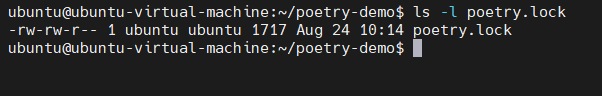 ubuntu@ubuntu-virtual-machine:~/poetry-demo$ ls -l poetry.lock
-rw-rw-r-- 1 ubuntu ubuntu 1717 Aug 24 10:14 poetry.lock
ubuntu@ubuntu-virtual-machine:~/poetry-demo$